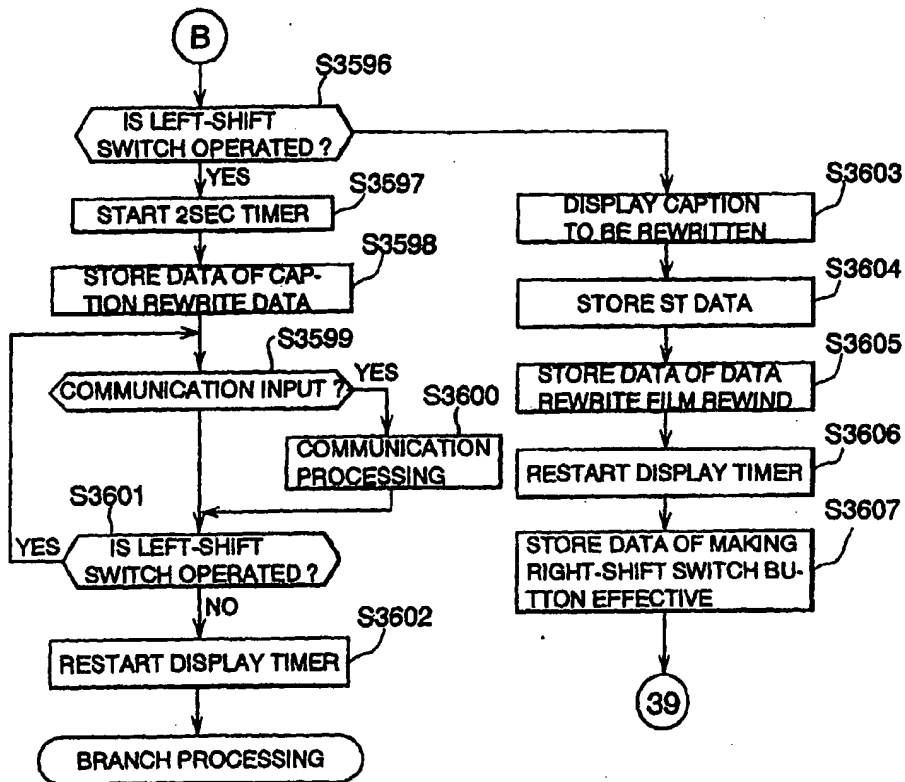 B
S3596
IS LEFT-SHIFT
SWITCH OPERATED ?
YES
S3597
START 2SEC TIMER
S3598
STORE DATA OF CAP-
TION REWRITE DATA
S3599
COMMUNICATION INPUT ?
YES
S3600
COMMUNICATION
PROCESSING
S3601
YES
IS LEFT-SHIFT
SWITCH OPERATED ?
NO
S3602
RESTART DISPLAY TIMER
BRANCH PROCESSING
S3603
DISPLAY CAPTION
TO BE REWRITTEN
S3604
STORE ST DATA
S3605
STORE DATA OF DATA
REWRITE FILM REWIND
S3606
RESTART DISPLAY TIMER
S3607
STORE DATA OF MAKING
RIGHT-SHIFT SWITCH BU-
TTON EFFECTIVE
39